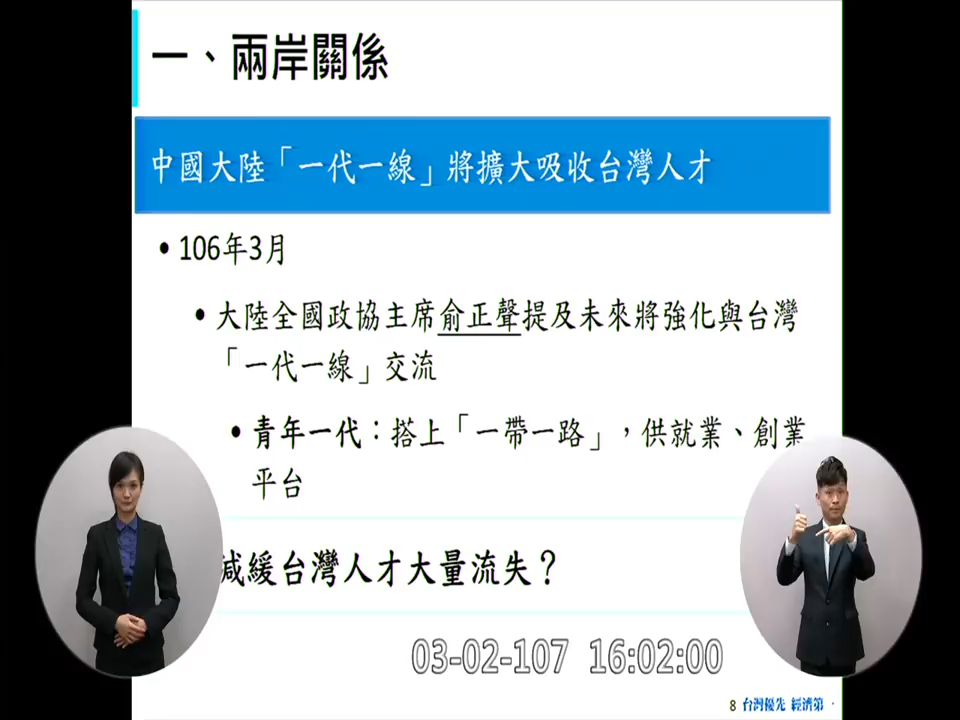 一、兩岸關係
中國大陸「一代一線」將擴大吸收台灣人才
• 106年3月
• 大陸全國政協主席俞正聲提及未來將強化與台灣
「一代一線」交流
• 青年一代：搭上「一帶一路」，供就業、創業
平台
減緩台灣人才大量流失？
03-02-107 16:02:00
8 台灣優先 經濟第一